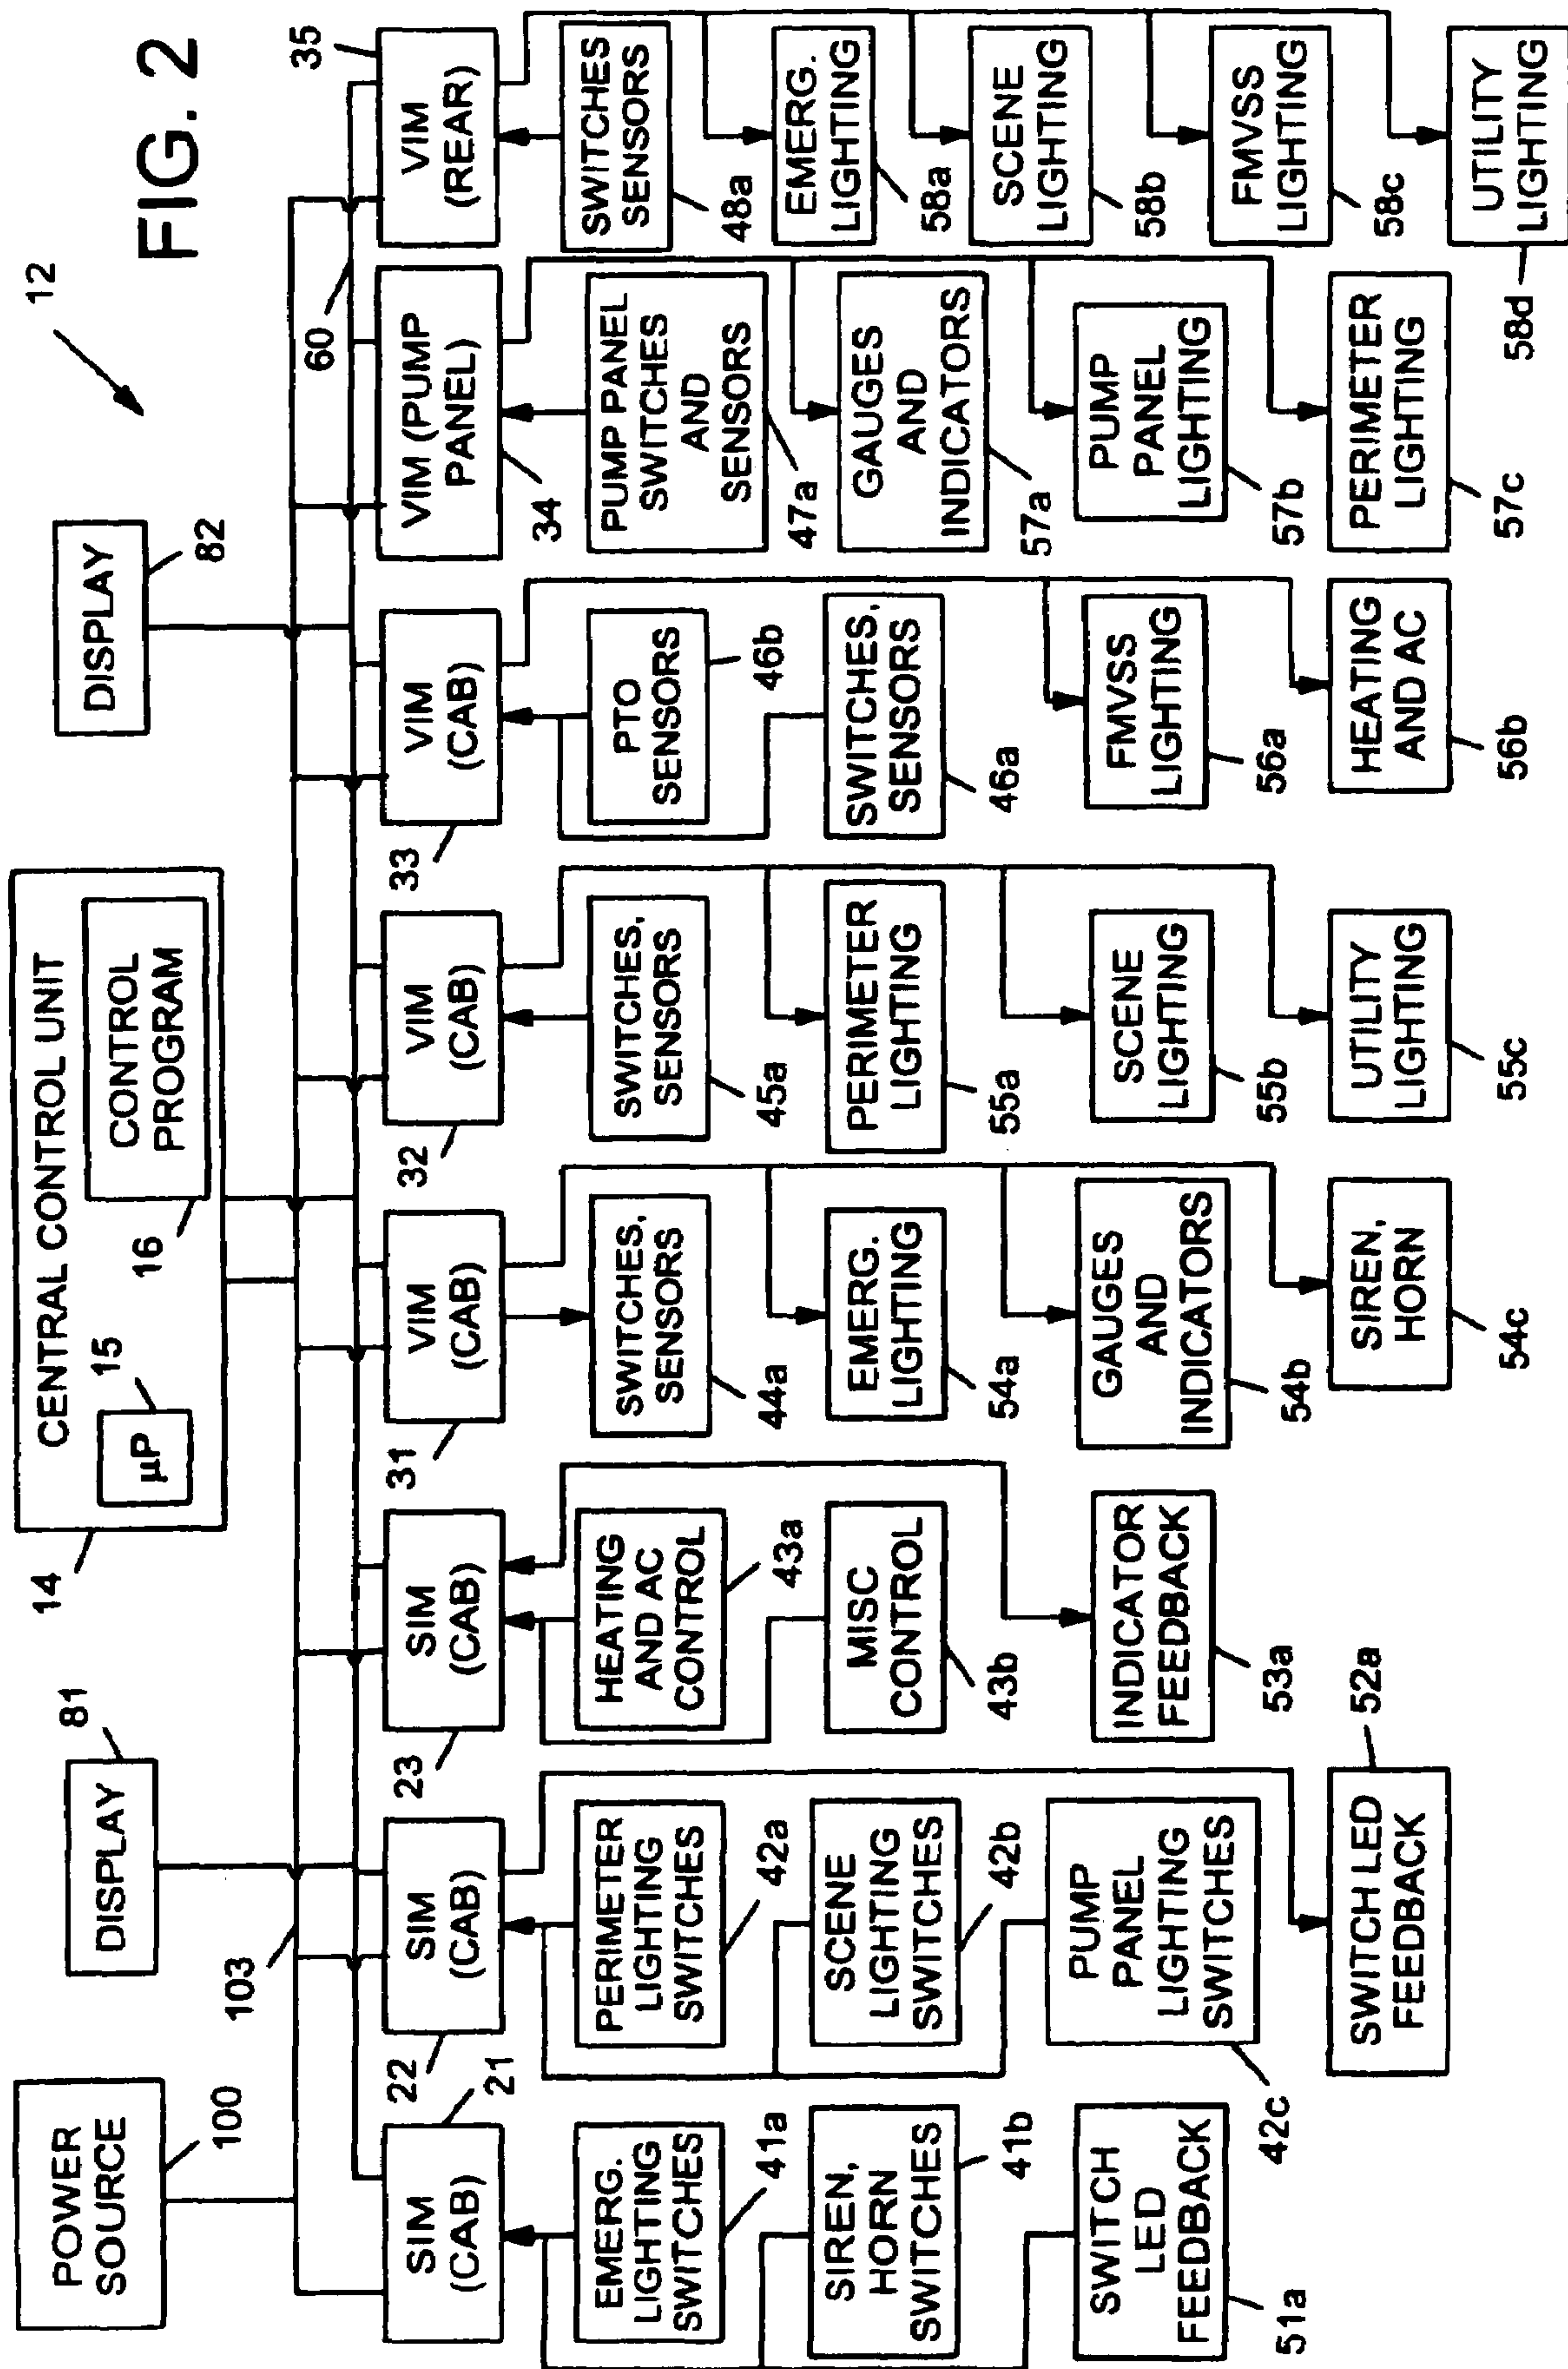 FIG. 2
12
POWER
SOURCE
100
DISPLAY
81
CENTRAL CONTROL UNIT
14
µP
15
CONTROL
PROGRAM
16
DISPLAY
82
103
60
SIM
(CAB)
21
EMERG.
LIGHTING
SWITCHES
41a
SIREN,
HORN
SWITCHES
41b
SWITCH
LED
FEEDBACK
51a
SIM
(CAB)
22
PERIMETER
LIGHTING
SWITCHES
42a
SCENE
LIGHTING
SWITCHES
42b
PUMP
PANEL
LIGHTING
SWITCHES
42c
SWITCH LED
FEEDBACK
52a
SIM
(CAB)
23
HEATING
AND AC
CONTROL
43a
MISC
CONTROL
43b
INDICATOR
FEEDBACK
53a
VIM
(CAB)
31
SWITCHES,
SENSORS
44a
EMERG.
LIGHTING
54a
GAUGES
AND
INDICATORS
54b
SIREN,
HORN
54c
VIM
(CAB)
32
SWITCHES,
SENSORS
45a
PERIMETER
LIGHTING
55a
SCENE
LIGHTING
55b
UTILITY
LIGHTING
55c
VIM
(CAB)
33
PTO
SENSORS
46b
SWITCHES,
SENSORS
46a
FMVSS
LIGHTING
56a
HEATING
AND AC
56b
VIM (PUMP
PANEL)
34
PUMP PANEL
SWITCHES
AND
SENSORS
47a
GAUGES
AND
INDICATORS
57a
PUMP
PANEL
LIGHTING
57b
PERIMETER
LIGHTING
57c
VIM
(REAR)
35
SWITCHES
SENSORS
48a
EMERG.
LIGHTING
58a
SCENE
LIGHTING
58b
FMVSS
LIGHTING
58c
UTILITY
LIGHTING
58d